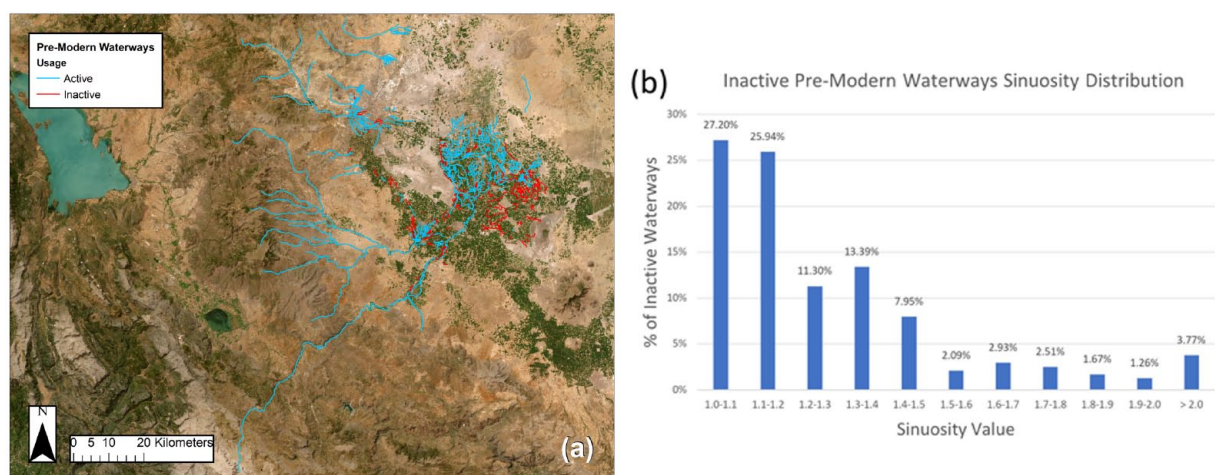 Pre-Modern Waterways
Usage
Active
Inactive
N
0 5 10 20 Kilometers
(a)
(b)
Inactive Pre-Modern Waterways Sinuosity Distribution
% of Inactive Waterways
30%
25%
20%
15%
10%
5%
0%
27.20%
25.94%
11.30%
13.39%
7.95%
2.09%
2.93%
2.51%
1.67%
1.26%
3.77%
1.0-1.1 1.1-1.2 1.2-1.3 1.3-1.4 1.4-1.5 1.5-1.6 1.6-1.7 1.7-1.8 1.8-1.9 1.9-2.0 > 2.0
Sinuosity Value